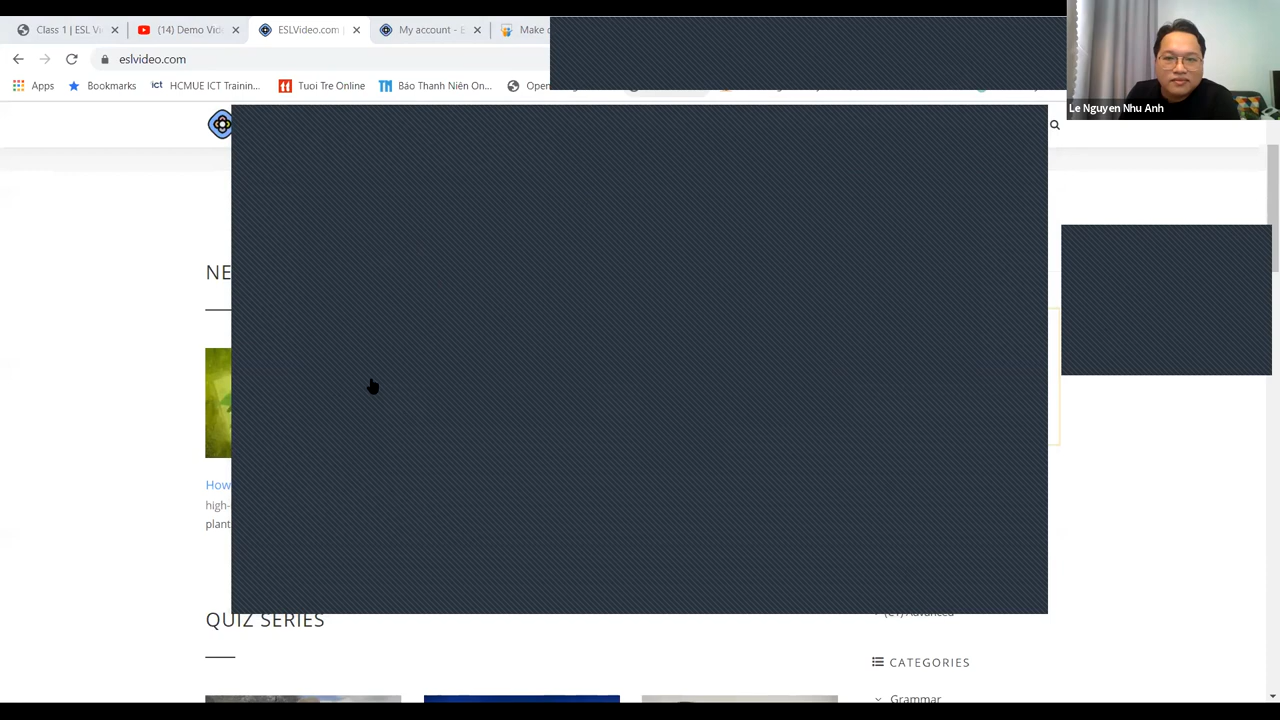 Class 1 | ESL V
(14) Demo Vid
ESLVideo.com |
My account - E
Make
eslvideo.com
Apps
Bookmarks
HCMUE ICT Trainin...
Tuoi Tre Online
Báo Thanh Niên On...
Le Nguyen Nhu Anh
NE
How
high-
plant
QUIZ SERIES
Advanced
CATEGORIES
Grammar